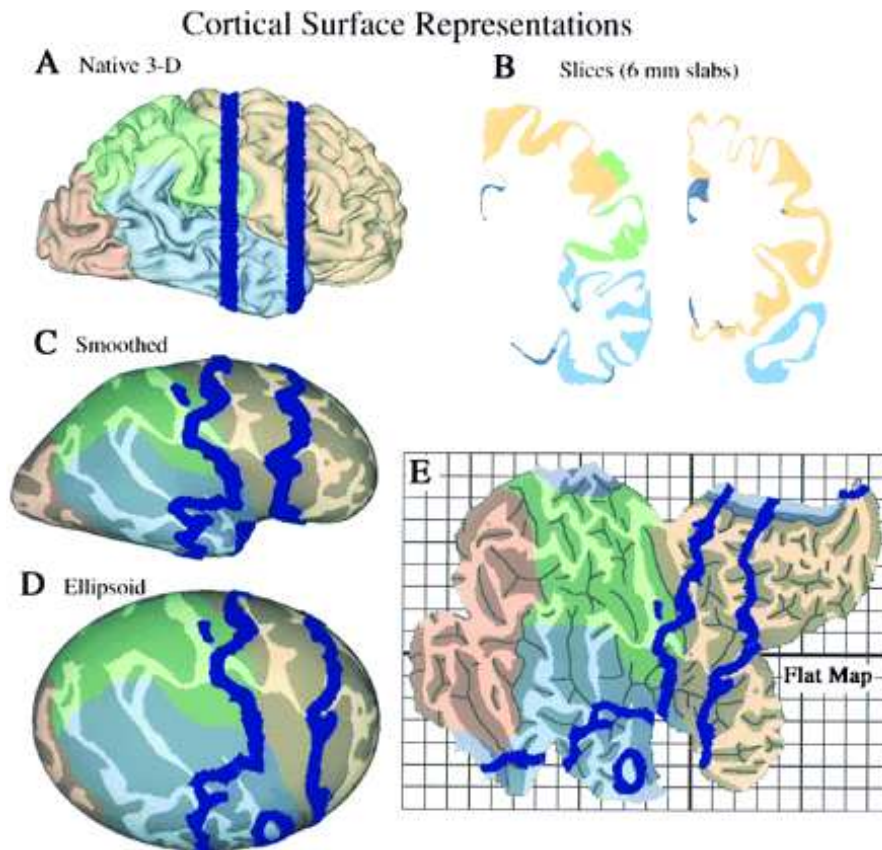 Cortical Surface Representations
A Native 3-D
B Slices (6 mm slabs)
C Smoothed
D Ellipsoid
E
Flat Map